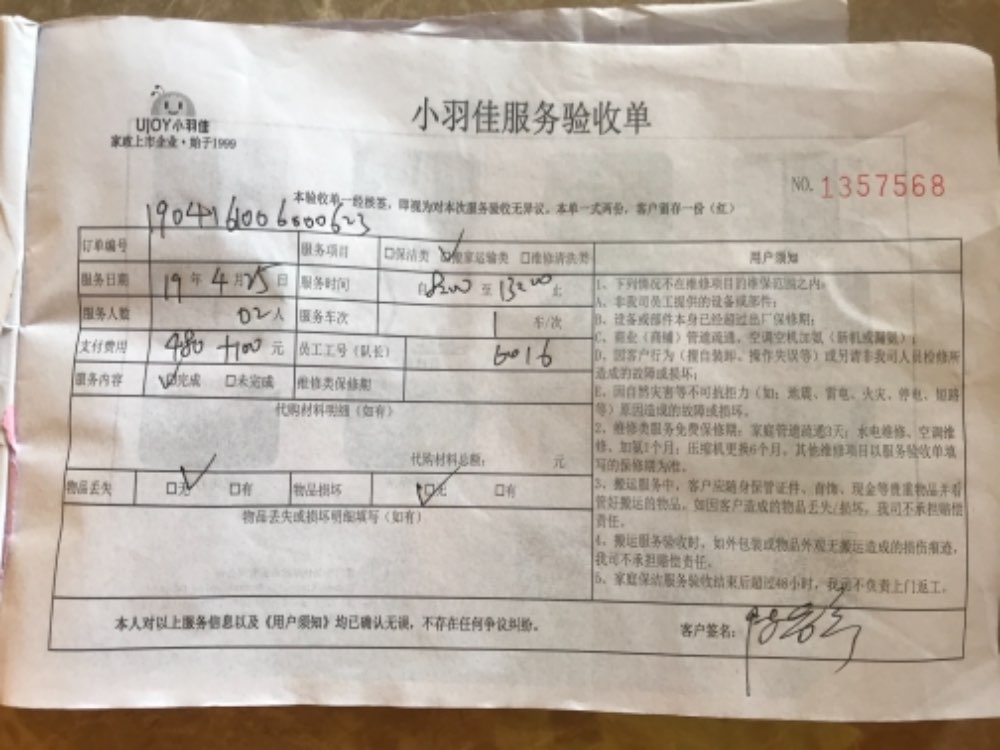 UJOY小羽佳
家政上市企业·始于1999
小羽佳服务验收单
NO. 1357568
本验收单一经核签，即视为对本次服务验收无异议。本单一式两份，客户留存一份（红）
订单编号 1904160066000623 服务项目 □保洁类 ☑搬家运输类 □维修清洗类
服务日期 19年4月25日 服务时间 自8:00至13:00止
服务人数 02人 服务车次 1车/次
支付费用 480+100元 员工工号（队长） 6016
服务内容 ☑完成 □未完成 维修类保修期
代购材料明细（如有）
代购材料总额： 元
物品丢失 ☑无 □有 物品损坏 ☑无 □有
物品丢失或损坏明细填写（如有）
用户须知
1、下列情况不在维修项目的维保范围之内：
A、非我司员工提供的设备或部件；
B、设备或部件本身已经超过出厂保修期；
C、商业（商铺）管道疏通、空调空机加氨（新机或漏氨）；
D、因客户行为（擅自装卸、操作失误等）或另请非我司人员检修所
造成的故障或损坏；
E、因自然灾害等不可抗拒力（如：地震、雷电、火灾、停电、短路
等）原因造成的故障或损坏。
2、维修类服务免费保修期：家庭管道疏通3天；水电维修、空调维
修、加氨1个月；压缩机更换6个月。其他维修项目以服务验收单填
写的保修期为准。
3、搬运服务中，客户应随身保管证件、首饰、现金等贵重物品并看
管好搬运的物品。如因客户造成的物品丢失/损坏，我司不承担赔偿
责任。
4、搬运服务验收时，如外包装或物品外观无搬运造成的损伤痕迹，
我司不承担赔偿责任。
5、家庭保洁服务验收结束后超过48小时，我司不负责上门返工。
本人对以上服务信息以及《用户须知》均已确认无误，不存在任何争议纠纷。
客户签名：